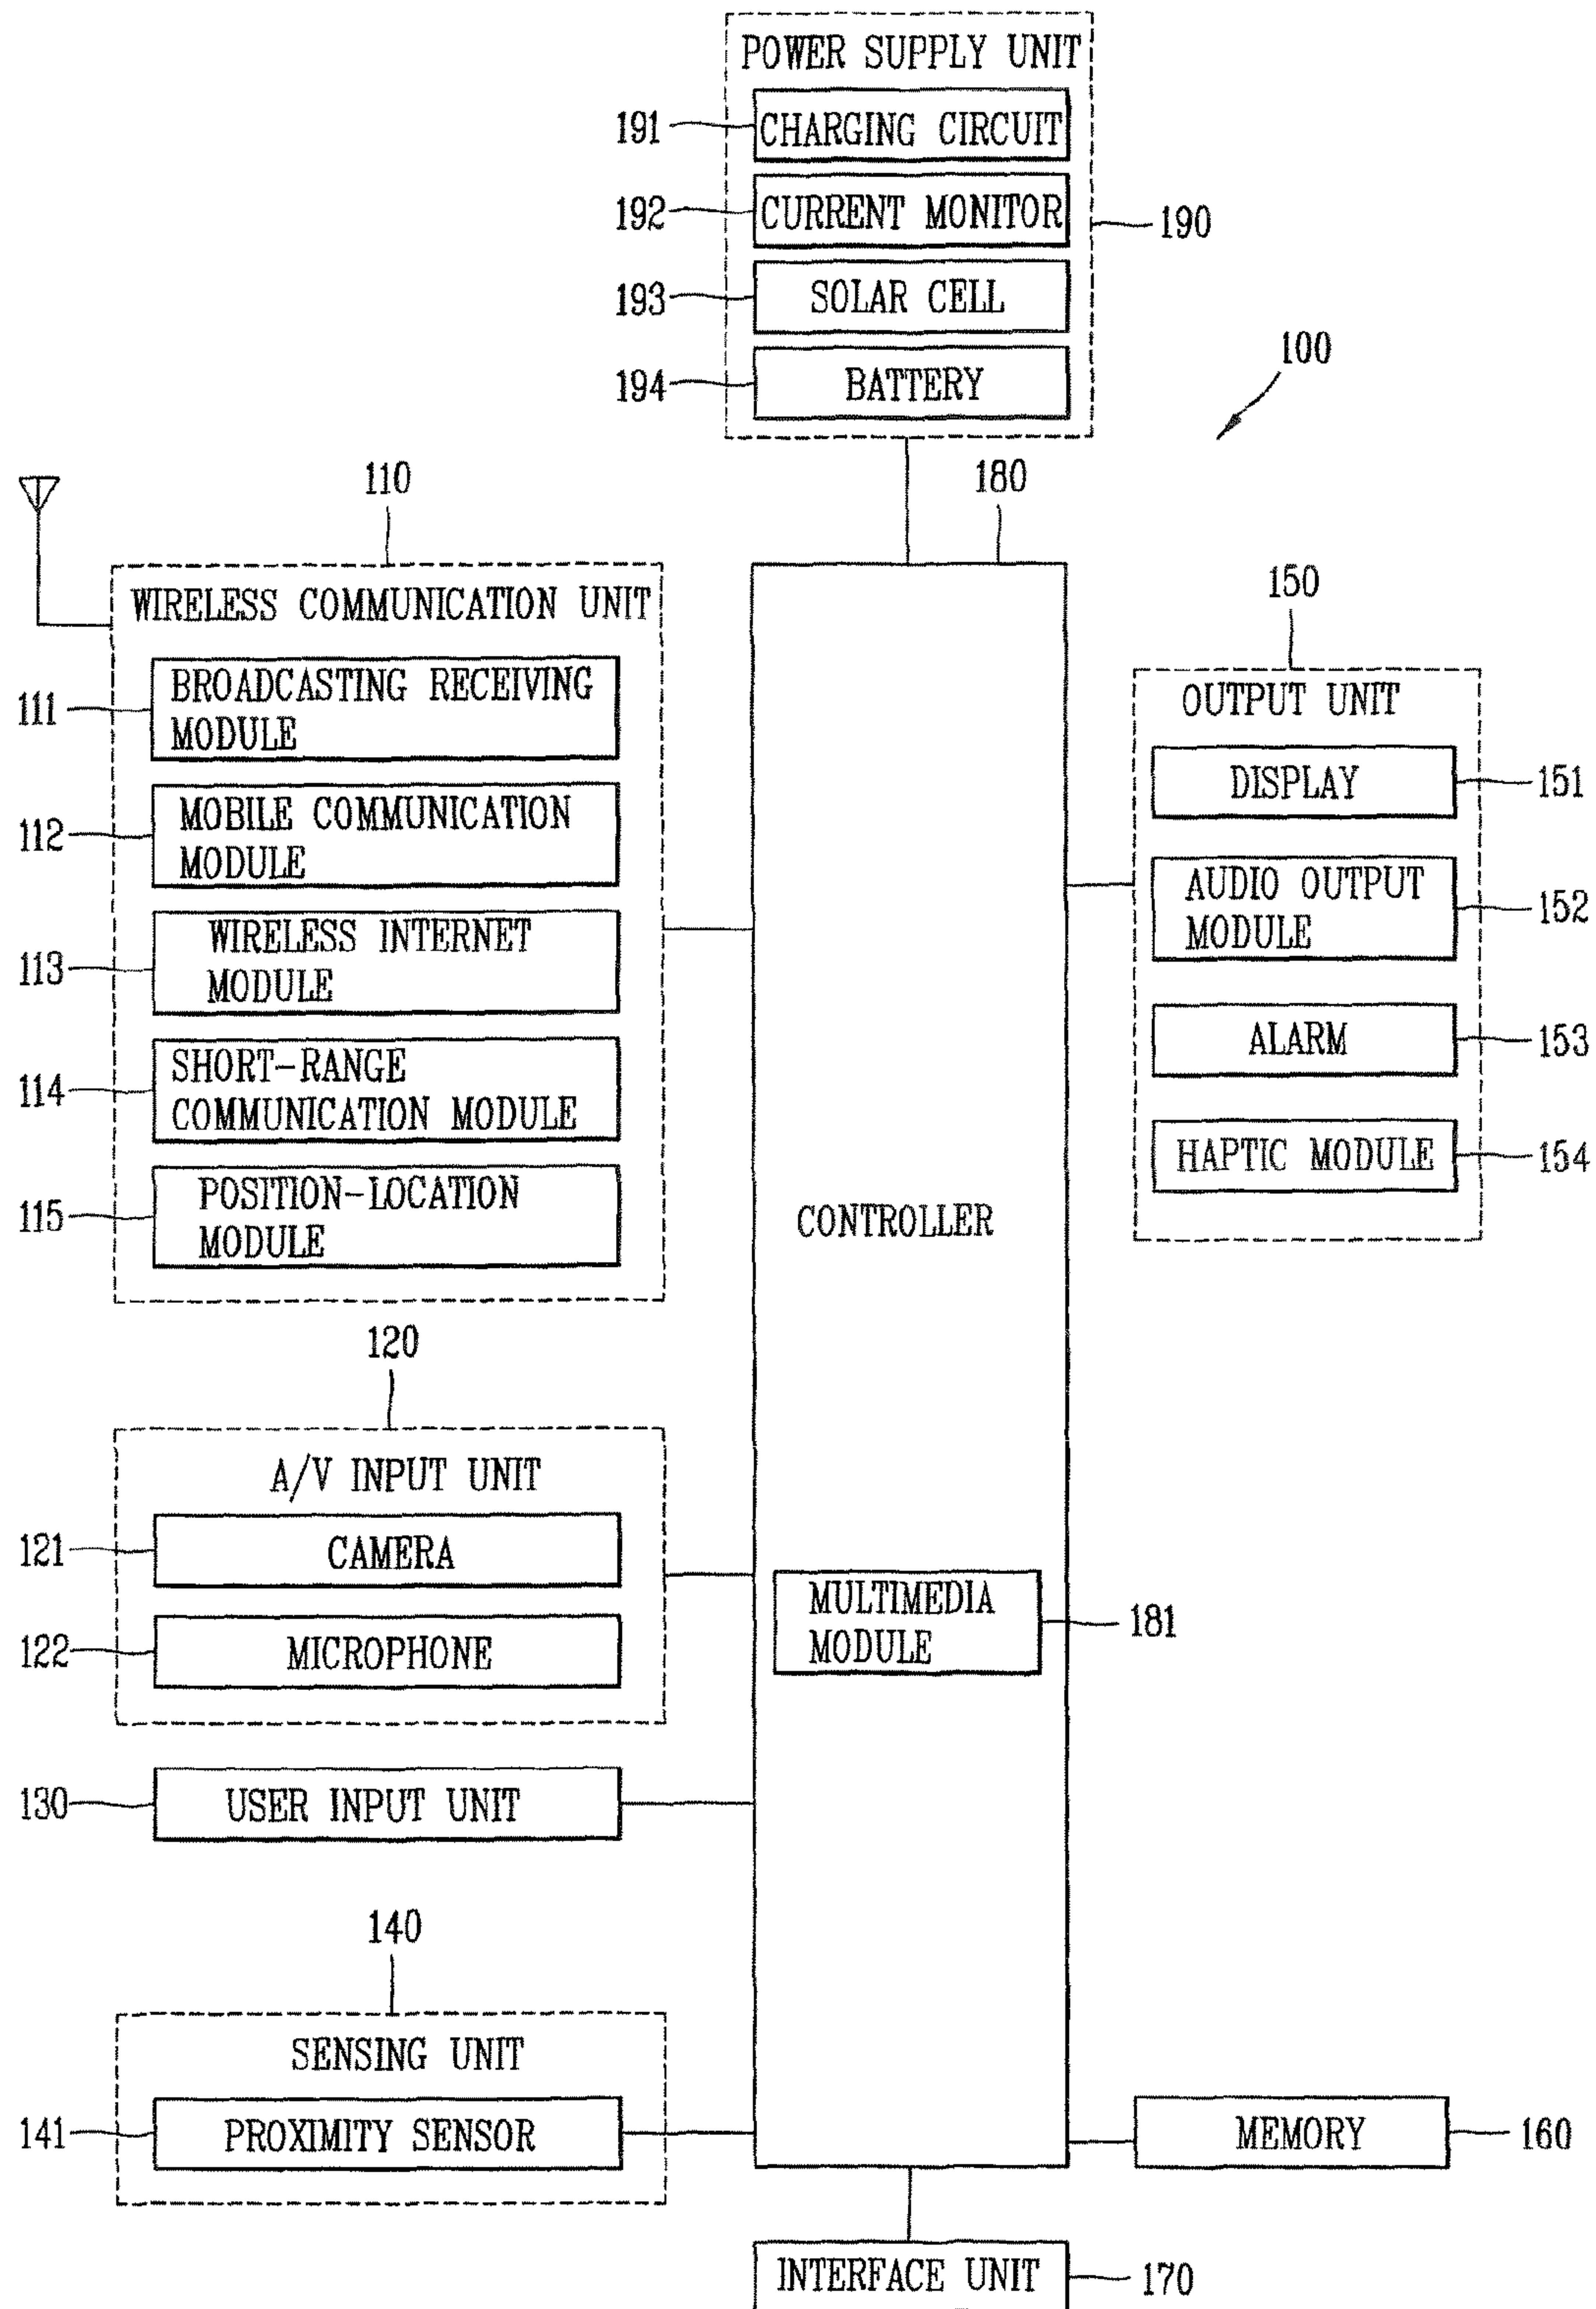 POWER SUPPLY UNIT
191
CHARGING CIRCUIT
192
CURRENT MONITOR
190
193
SOLAR CELL
194
BATTERY
100
110
180
WIRELESS COMMUNICATION UNIT
111
BROADCASTING RECEIVING
MODULE
112
MOBILE COMMUNICATION
MODULE
113
WIRELESS INTERNET
MODULE
114
SHORT-RANGE
COMMUNICATION MODULE
115
POSITION-LOCATION
MODULE
150
OUTPUT UNIT
DISPLAY
151
AUDIO OUTPUT
MODULE
152
ALARM
153
HAPTIC MODULE
154
CONTROLLER
120
A/V INPUT UNIT
121
CAMERA
122
MICROPHONE
MULTIMEDIA
MODULE
181
130
USER INPUT UNIT
140
SENSING UNIT
141
PROXIMITY SENSOR
MEMORY
160
INTERFACE UNIT
170